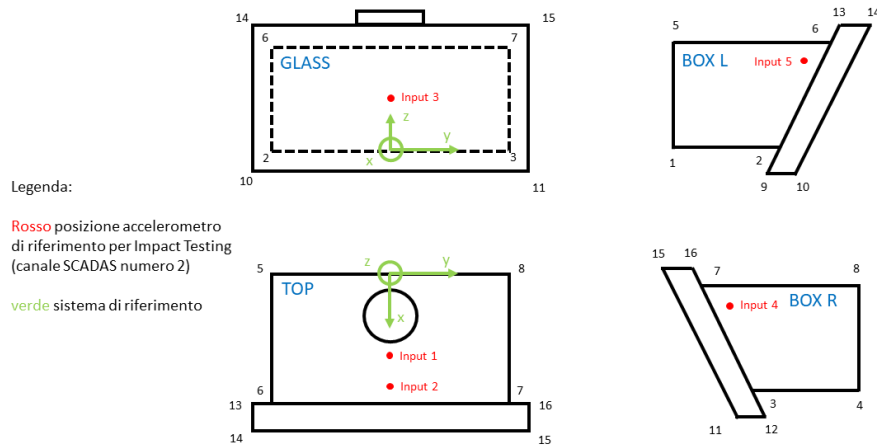 14
15
6
7
GLASS
Input 3
z
y
x
2
3
10
11
5
13
14
6
BOX L
Input 5
1
2
9
10
Legenda:
Rosso posizione accelerometro
di riferimento per Impact Testing
(canale SCADAS numero 2)
verde sistema di riferimento
5
z
y
8
TOP
x
Input 1
Input 2
6
7
13
16
14
15
15
16
7
8
Input 4
BOX R
3
4
11
12